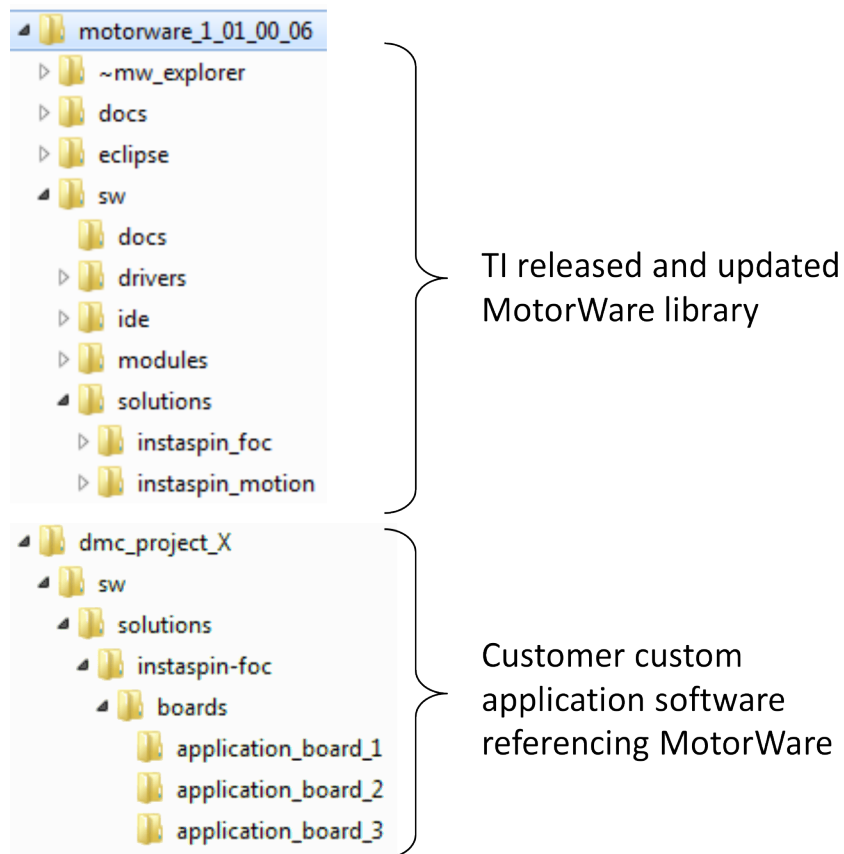 motorware_1_01_00_06
~mw_explorer
docs
eclipse
sw
docs
drivers
ide
modules
solutions
instaspin_foc
instaspin_motion
TI released and updated
MotorWare library
dmc_project_X
sw
solutions
instaspin-foc
boards
application_board_1
application_board_2
application_board_3
Customer custom
application software
referencing MotorWare